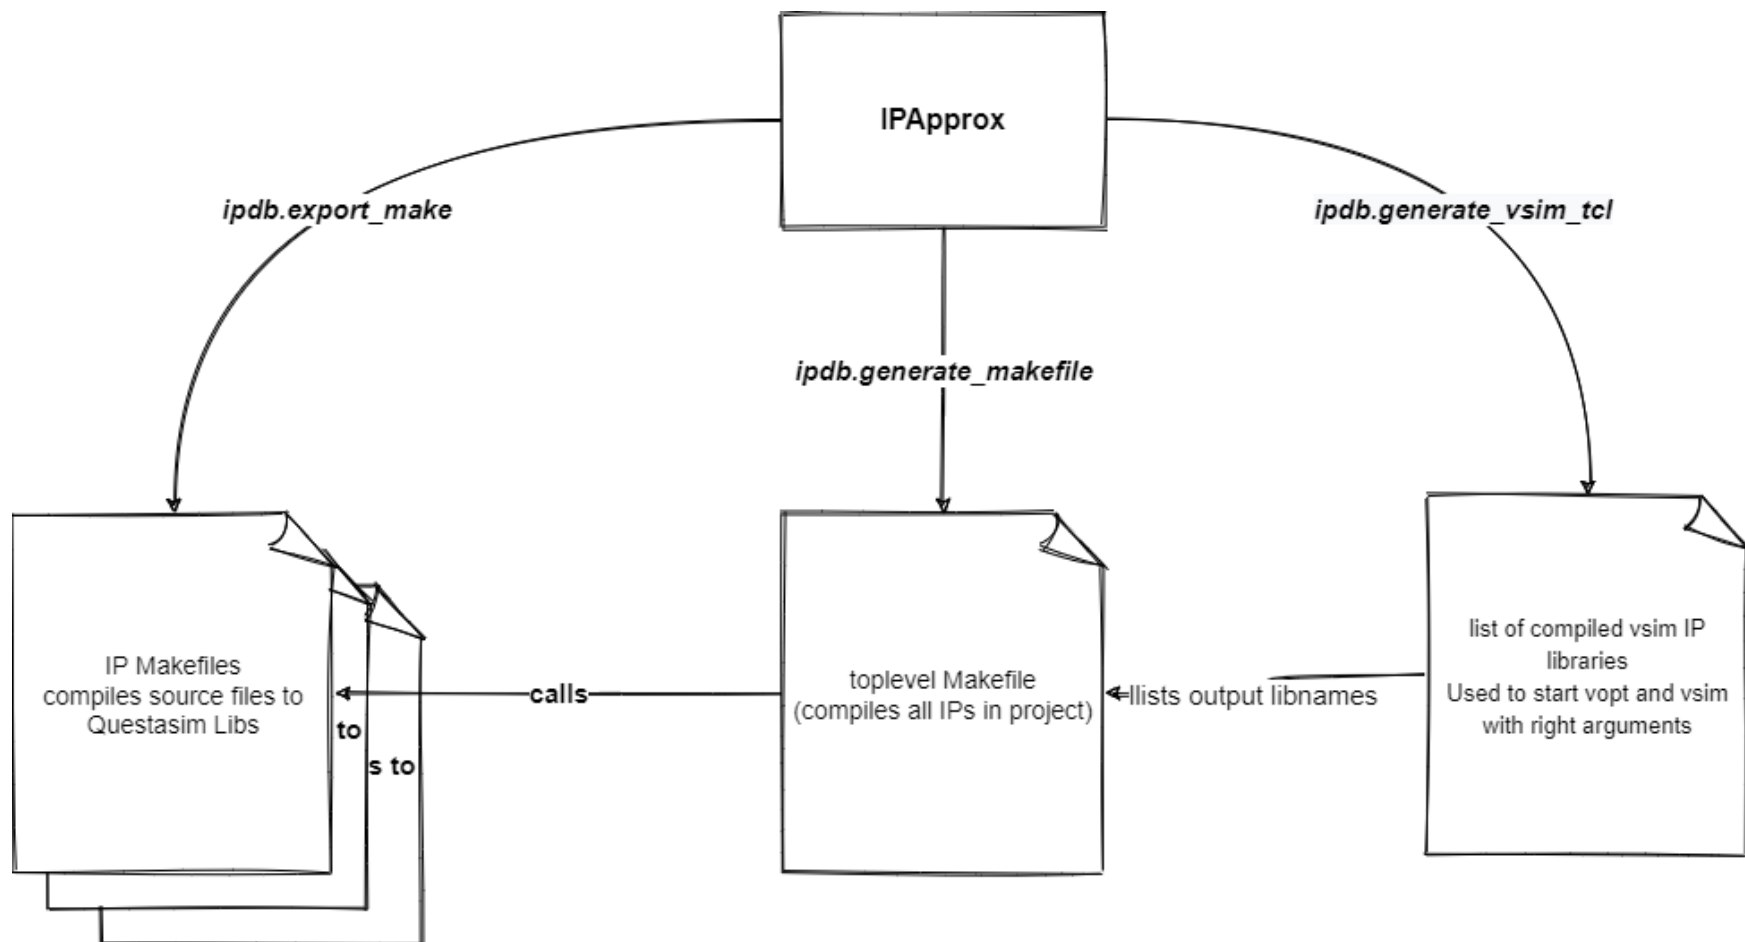 IPApprox
ipdb.export_make
ipdb.generate_vsim_tcl
ipdb.generate_makefile
IP Makefiles
compiles source files to
Questasim Libs
to
s to
calls
toplevel Makefile
(compiles all IPs in project)
llists output libnames
list of compiled vsim IP
libraries
Used to start vopt and vsim
with right arguments